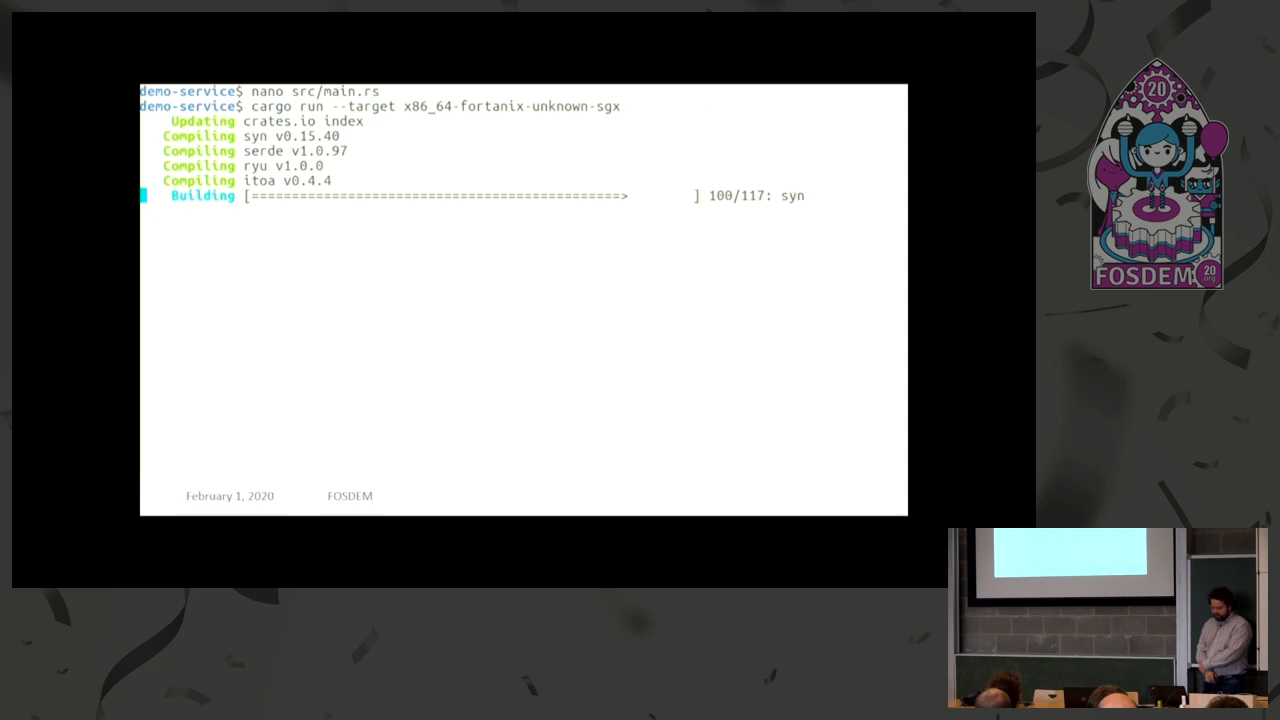 demo-service$ nano src/main.rs
demo-service$ cargo run --target x86_64-fortanix-unknown-sgx
Updating crates.io index
Compiling syn v0.15.40
Compiling serde v1.0.97
Compiling ryu v1.0.0
Compiling itoa v0.4.4
Building [==============================================> ] 100/117: syn
February 1, 2020 FOSDEM
20
FOSDEM
20
.org